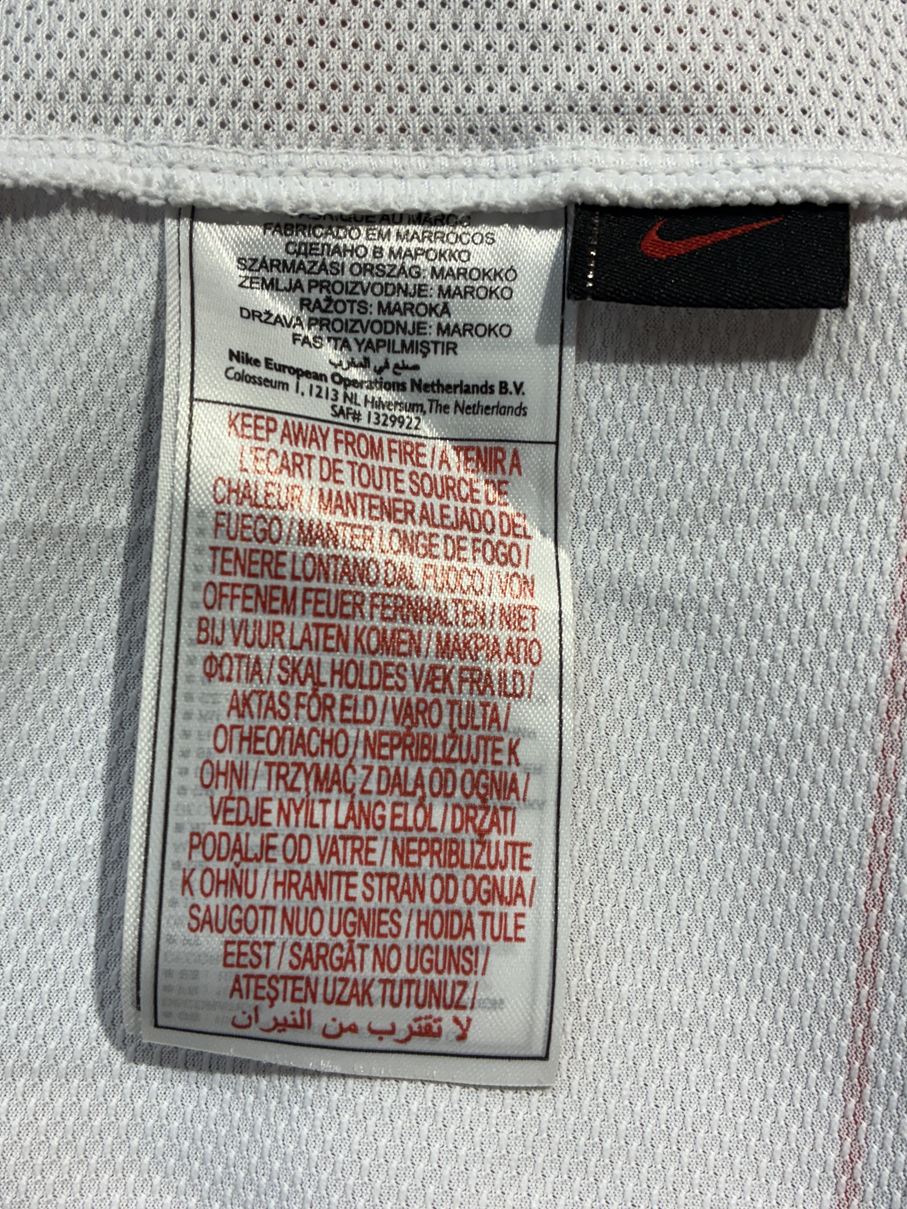 FABRIQUÉ AU MAROC
FABRICADO EM MARROCOS
СДЕЛАНО В МАРОККО
SZÁRMAZÁSI ORSZÁG: MAROKKÓ
ZEMLJA PROIZVODNJE: MAROKO
RAŽOTS: MAROKĀ
DRŽAVA PROIZVODNJE: MAROKO
YAPILMIŞTIR
صنع في المغرب
Nike European Operations Netherlands B.V.
Colosseum 1, 1213 NL Hilversum, The Netherlands
SAF# 1329922
KEEP AWAY FROM FIRE / A TENIR A
L'ECART DE TOUTE SOURCE DE
CHALEUR / MANTENER ALEJADO DEL
FUEGO / MANTER LONGE DE FOGO /
TENERE LONTANO DAL FUOCO / VON
OFFENEM FEUER FERNHALTEN / NIET
BIJ VUUR LATEN KOMEN / ΜΑΚΡΙΑ ΑΠΟ
ΦΩΤΙΑ / SKAL HOLDES VÆK FRA ILD /
AKTAS FÖR ELD / VARO TULTA /
ОГНЕОПАСНО / NEPŘIBLIŽUJTE K
OHNI / TRZYMAĆ Z DALA OD OGNIA /
VÉDJE NYÍLT LÁNG ELŐL / DRŽATI
PODALJE OD VATRE / NEPRIBLIŽUJTE
K OHŇU / HRANITE STRAN OD OGNJA /
SAUGOTI NUO UGNIES / HOIDA TULE
EEST / SARGĀT NO UGUNS! /
ATEŞTEN UZAK TUTUNUZ /
لا تقترب من النيران